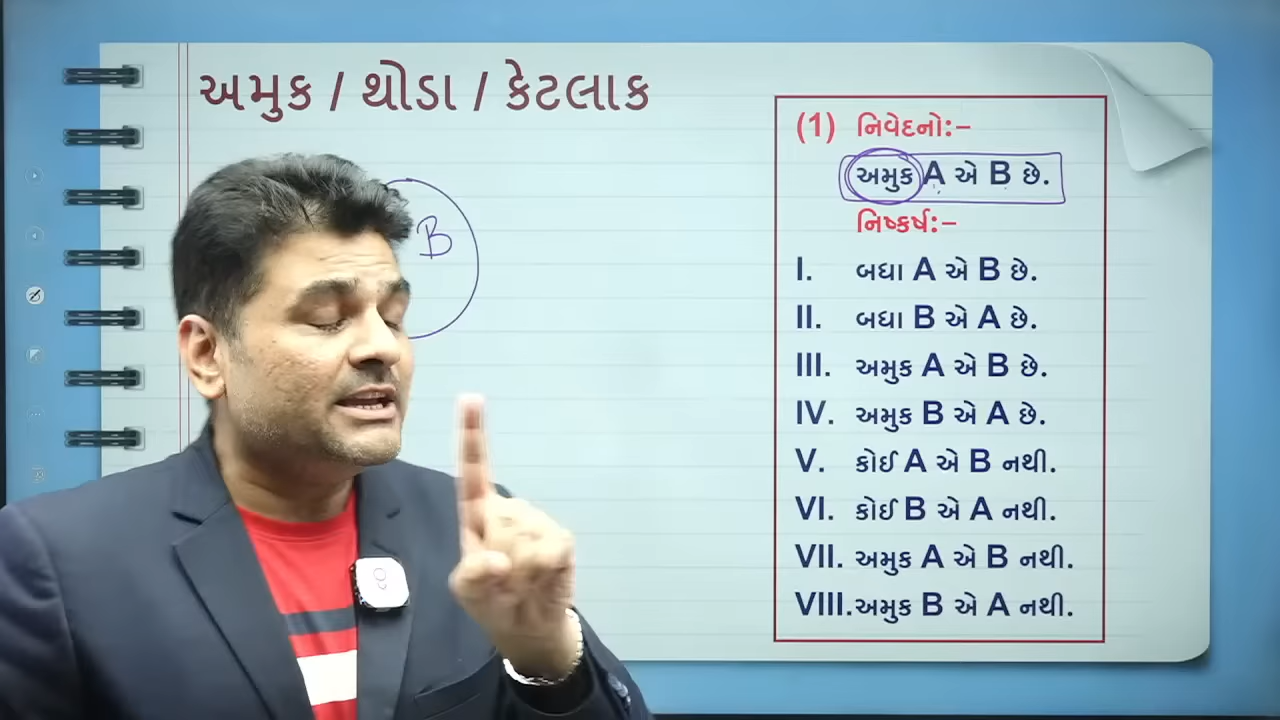 અમુક / થોડા / કેટલાક
B
(1) નિવેદનો:–
અમુક A એ B છે.
નિષ્કર્ષ:–
I. બધા A એ B છે.
II. બધા B એ A છે.
III. અમુક A એ B છે.
IV. અમુક B એ A છે.
V. કોઈ A એ B નથી.
VI. કોઈ B એ A નથી.
VII. અમુક A એ B નથી.
VIII. અમુક B એ A નથી.